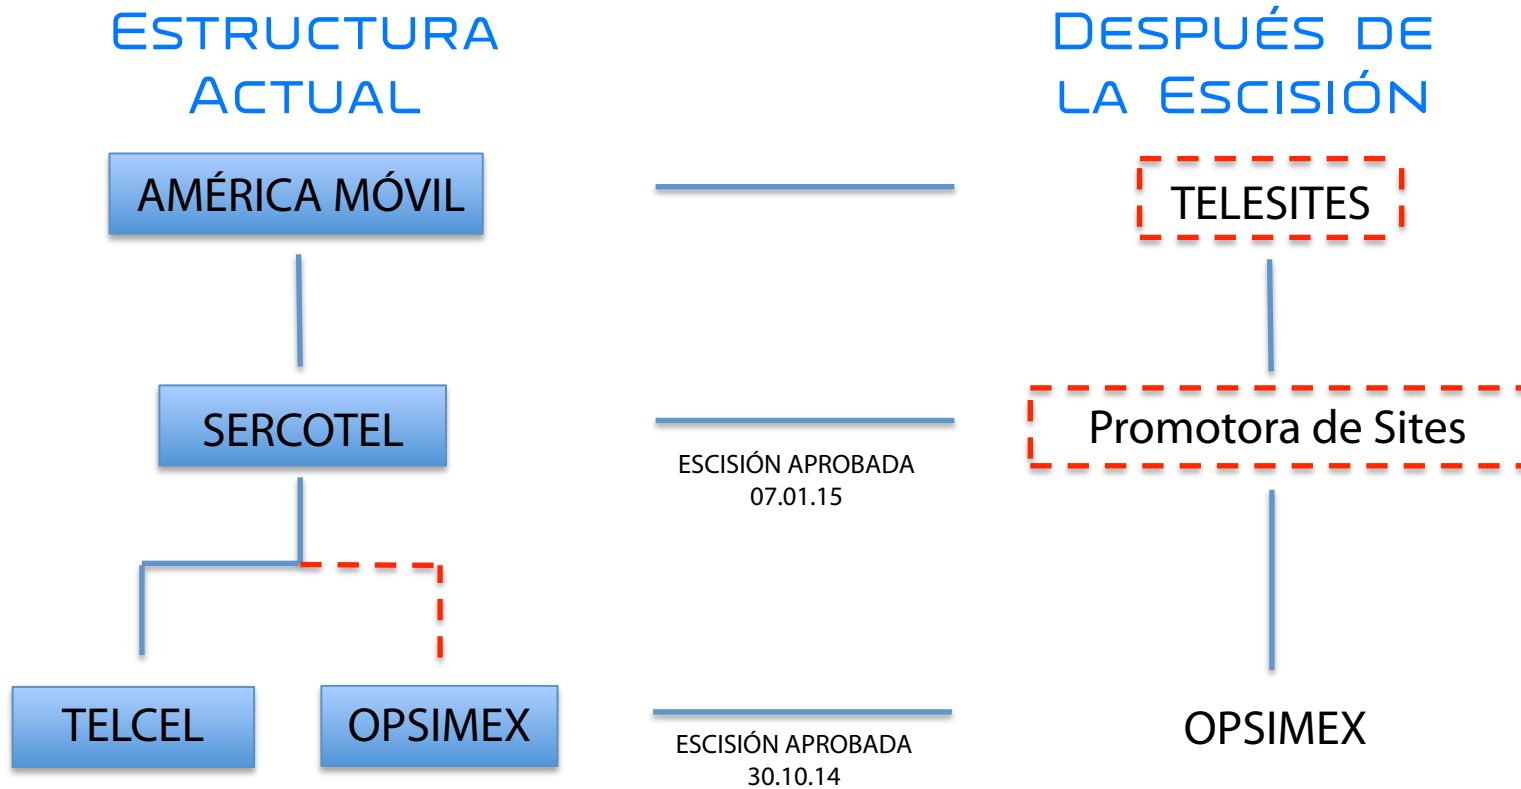 ESTRUCTURA
ACTUAL
DESPUÉS DE
LA ESCISIÓN
AMÉRICA MÓVIL
TELESITES
SERCOTEL
Promotora de Sites
ESCISIÓN APROBADA
07.01.15
TELCEL
OPSIMEX
OPSIMEX
ESCISIÓN APROBADA
30.10.14